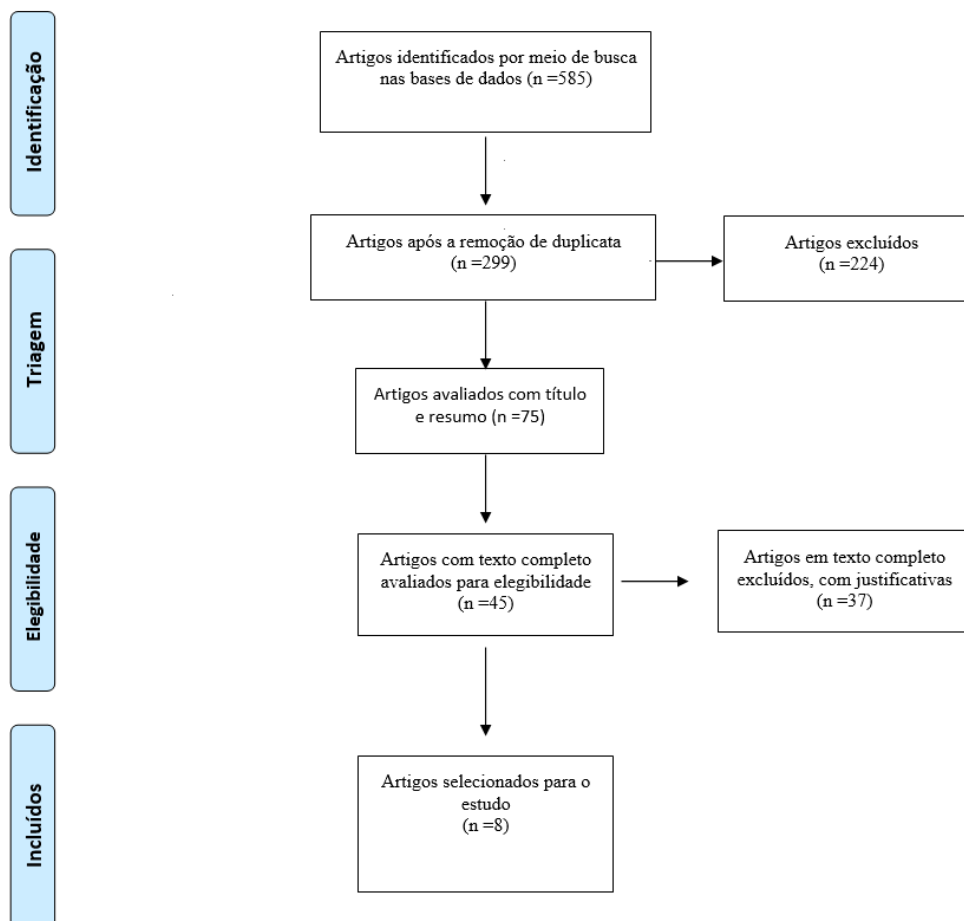 Identificação
Artigos identificados por meio de busca
nas bases de dados (n =585)
Artigos após a remoção de duplicata
(n =299)
Artigos excluídos
(n =224)
Triagem
Artigos avaliados com título
e resumo (n =75)
Elegibilidade
Artigos com texto completo
avaliados para elegibilidade
(n =45)
Artigos em texto completo
excluídos, com justificativas
(n =37)
Incluídos
Artigos selecionados para o
estudo
(n =8)